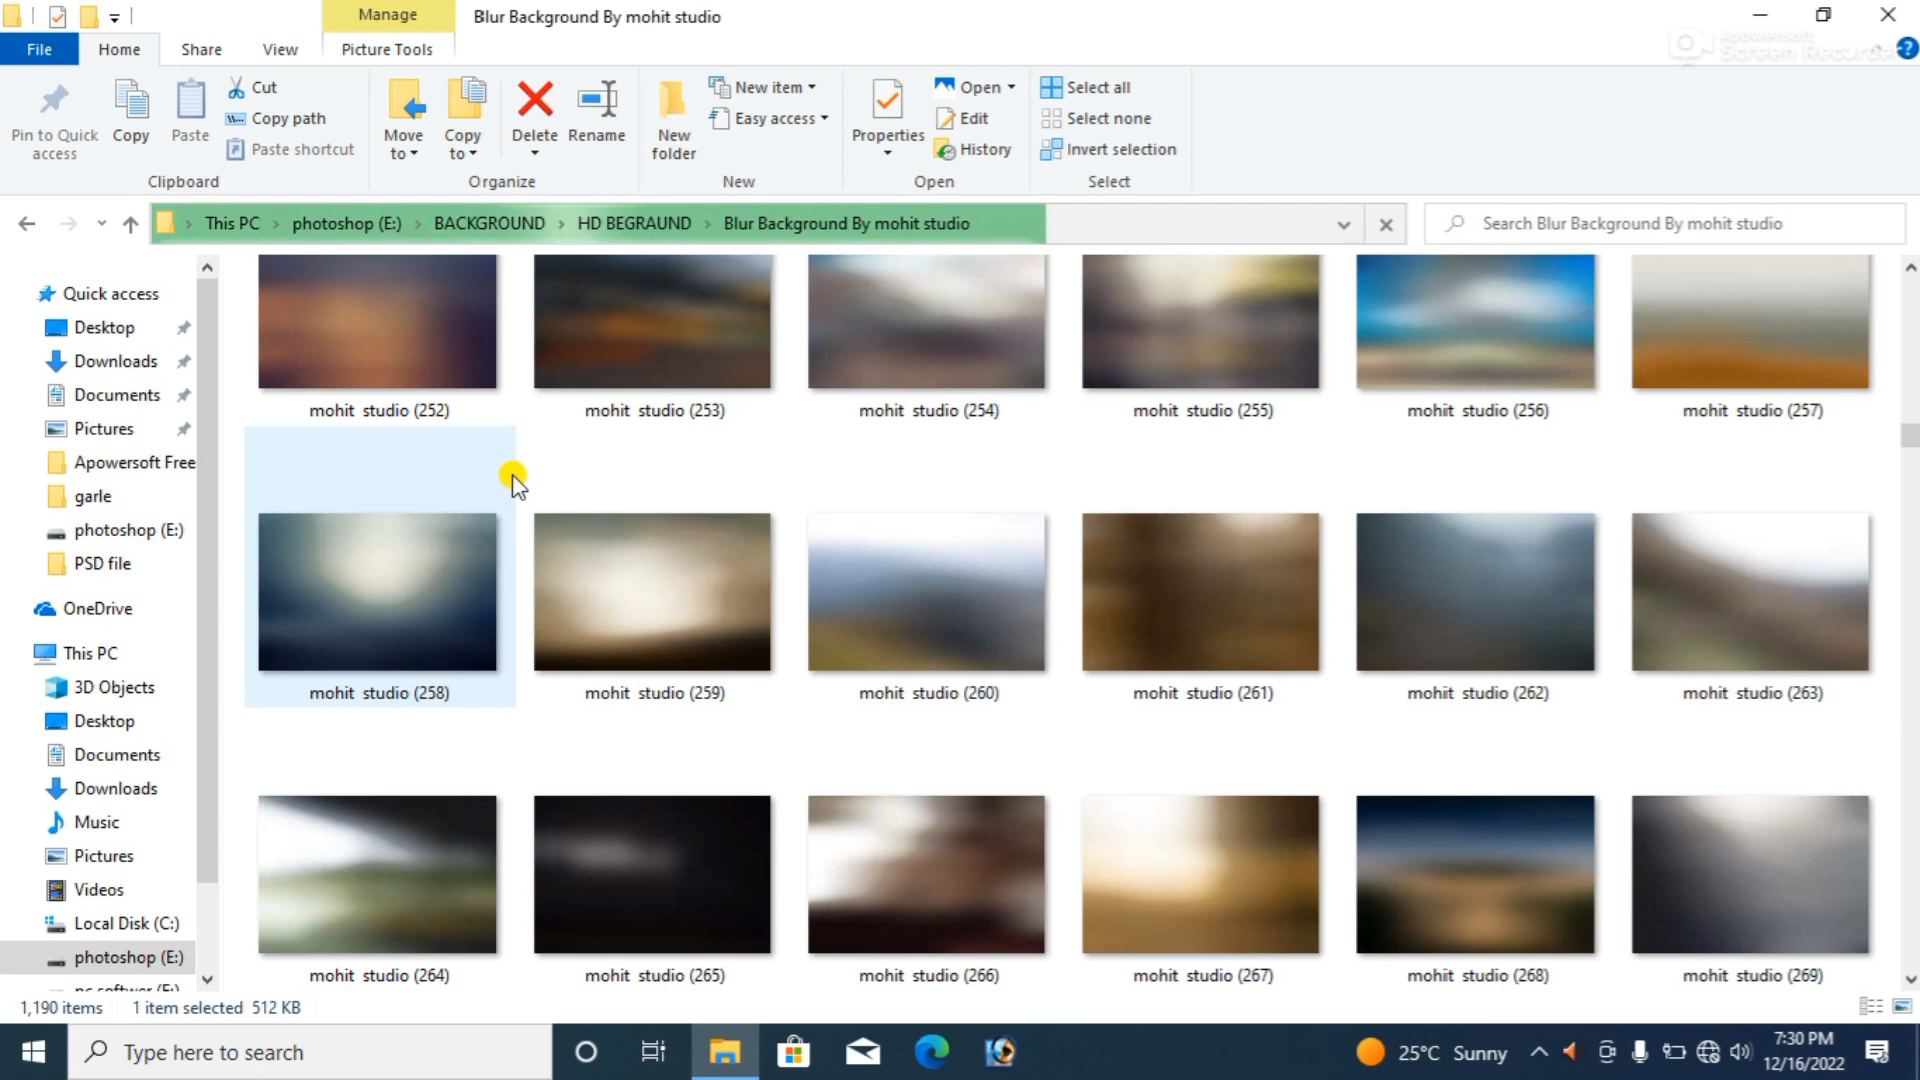 Manage
Blur Background By mohit studio
File
Home
Share
View
Picture Tools
Apowersoft
Screen Recorder
Pin to Quick access
Copy
Paste
Cut
Copy path
Paste shortcut
Clipboard
Move to
Copy to
Delete
Rename
Organize
New folder
New item
Easy access
New
Properties
Open
Edit
History
Open
Select all
Select none
Invert selection
Select
This PC
photoshop (E:)
BACKGROUND
HD BEGRAUND
Blur Background By mohit studio
Search Blur Background By mohit studio
Quick access
Desktop
Downloads
Documents
Pictures
Apowersoft Free
garle
photoshop (E:)
PSD file
OneDrive
This PC
3D Objects
Desktop
Documents
Downloads
Music
Pictures
Videos
Local Disk (C:)
photoshop (E:)
mohit studio (252)
mohit studio (253)
mohit studio (254)
mohit studio (255)
mohit studio (256)
mohit studio (257)
mohit studio (258)
mohit studio (259)
mohit studio (260)
mohit studio (261)
mohit studio (262)
mohit studio (263)
mohit studio (264)
mohit studio (265)
mohit studio (266)
mohit studio (267)
mohit studio (268)
mohit studio (269)
1,190 items
1 item selected 512 KB
Type here to search
25°C Sunny
7:30 PM
12/16/2022